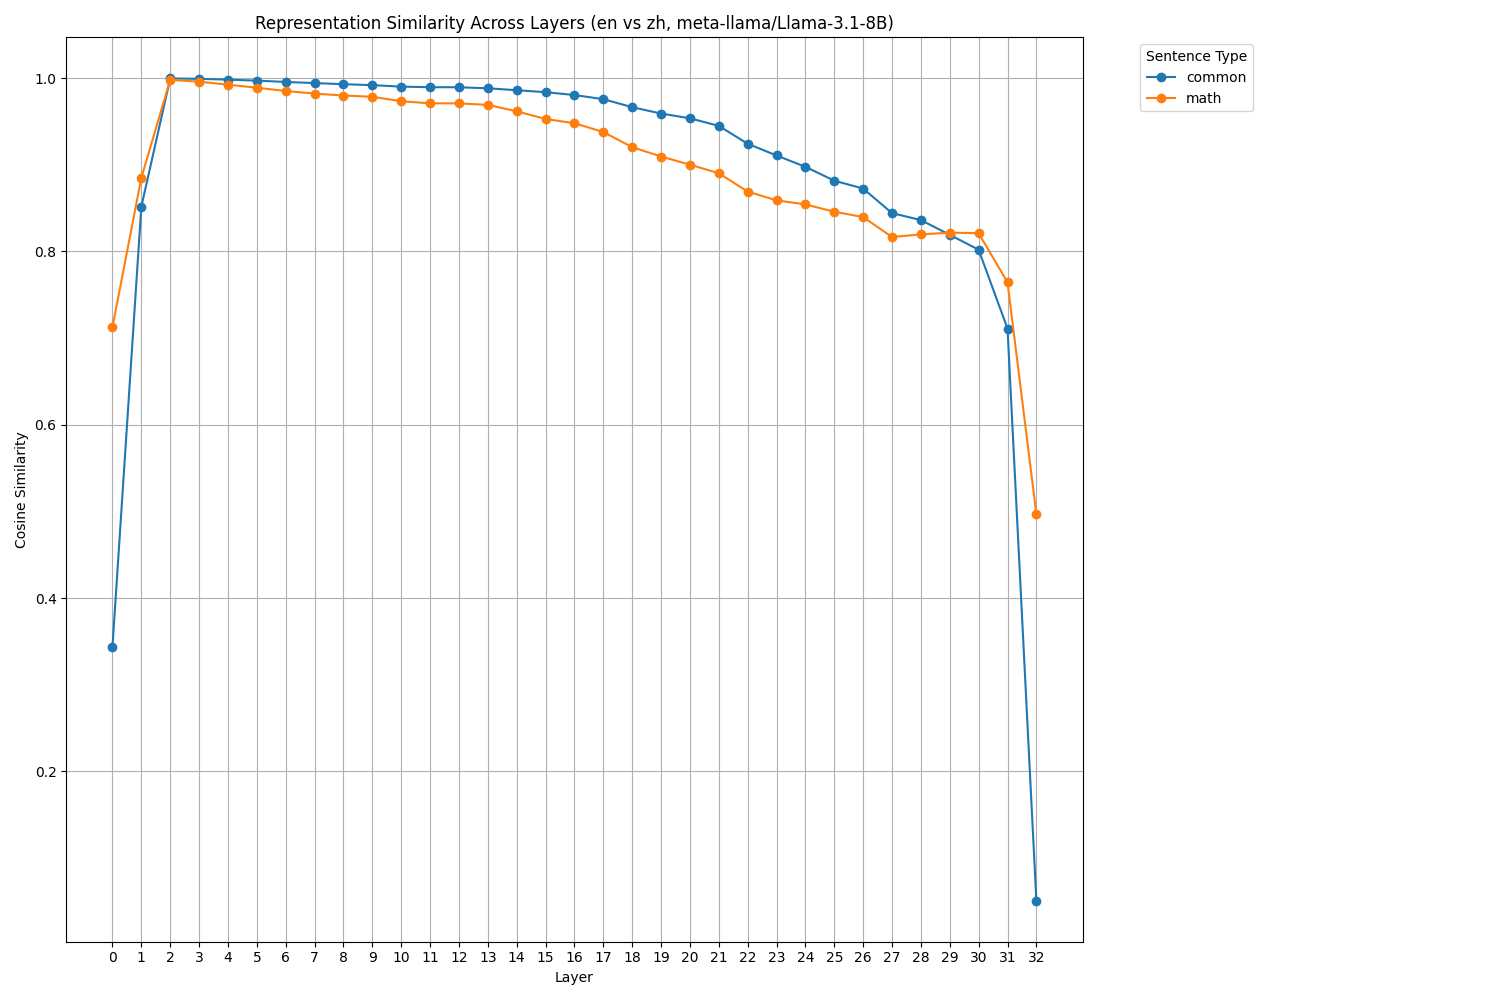 Representation Similarity Across Layers (en vs zh, meta-llama/Llama-3.1-8B)
Sentence Type
common
math
Cosine Similarity
1.0
0.8
0.6
0.4
0.2
0 1 2 3 4 5 6 7 8 9 10 11 12 13 14 15 16 17 18 19 20 21 22 23 24 25 26 27 28 29 30 31 32
Layer